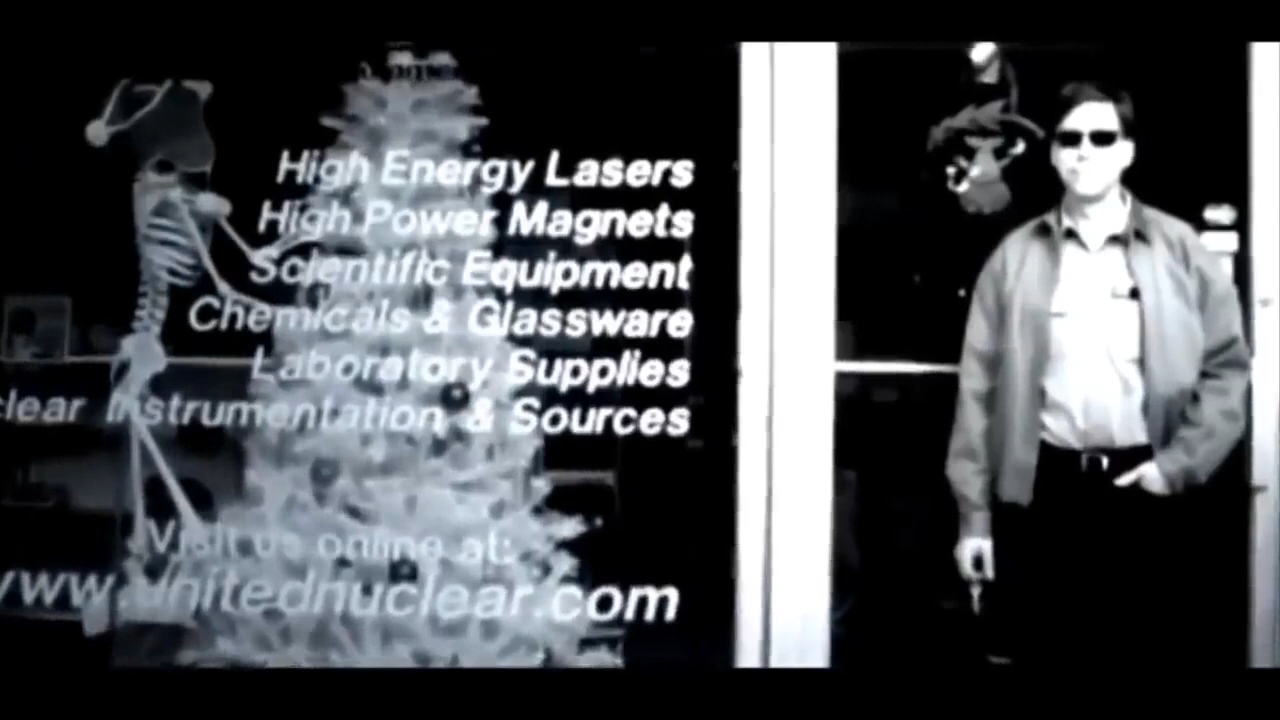 High Energy Lasers
High Power Magnets
Scientific Equipment
Chemicals & Glassware
Laboratory Supplies
clear Instrumentation & Sources
Visit us online at:
www.unitednuclear.com